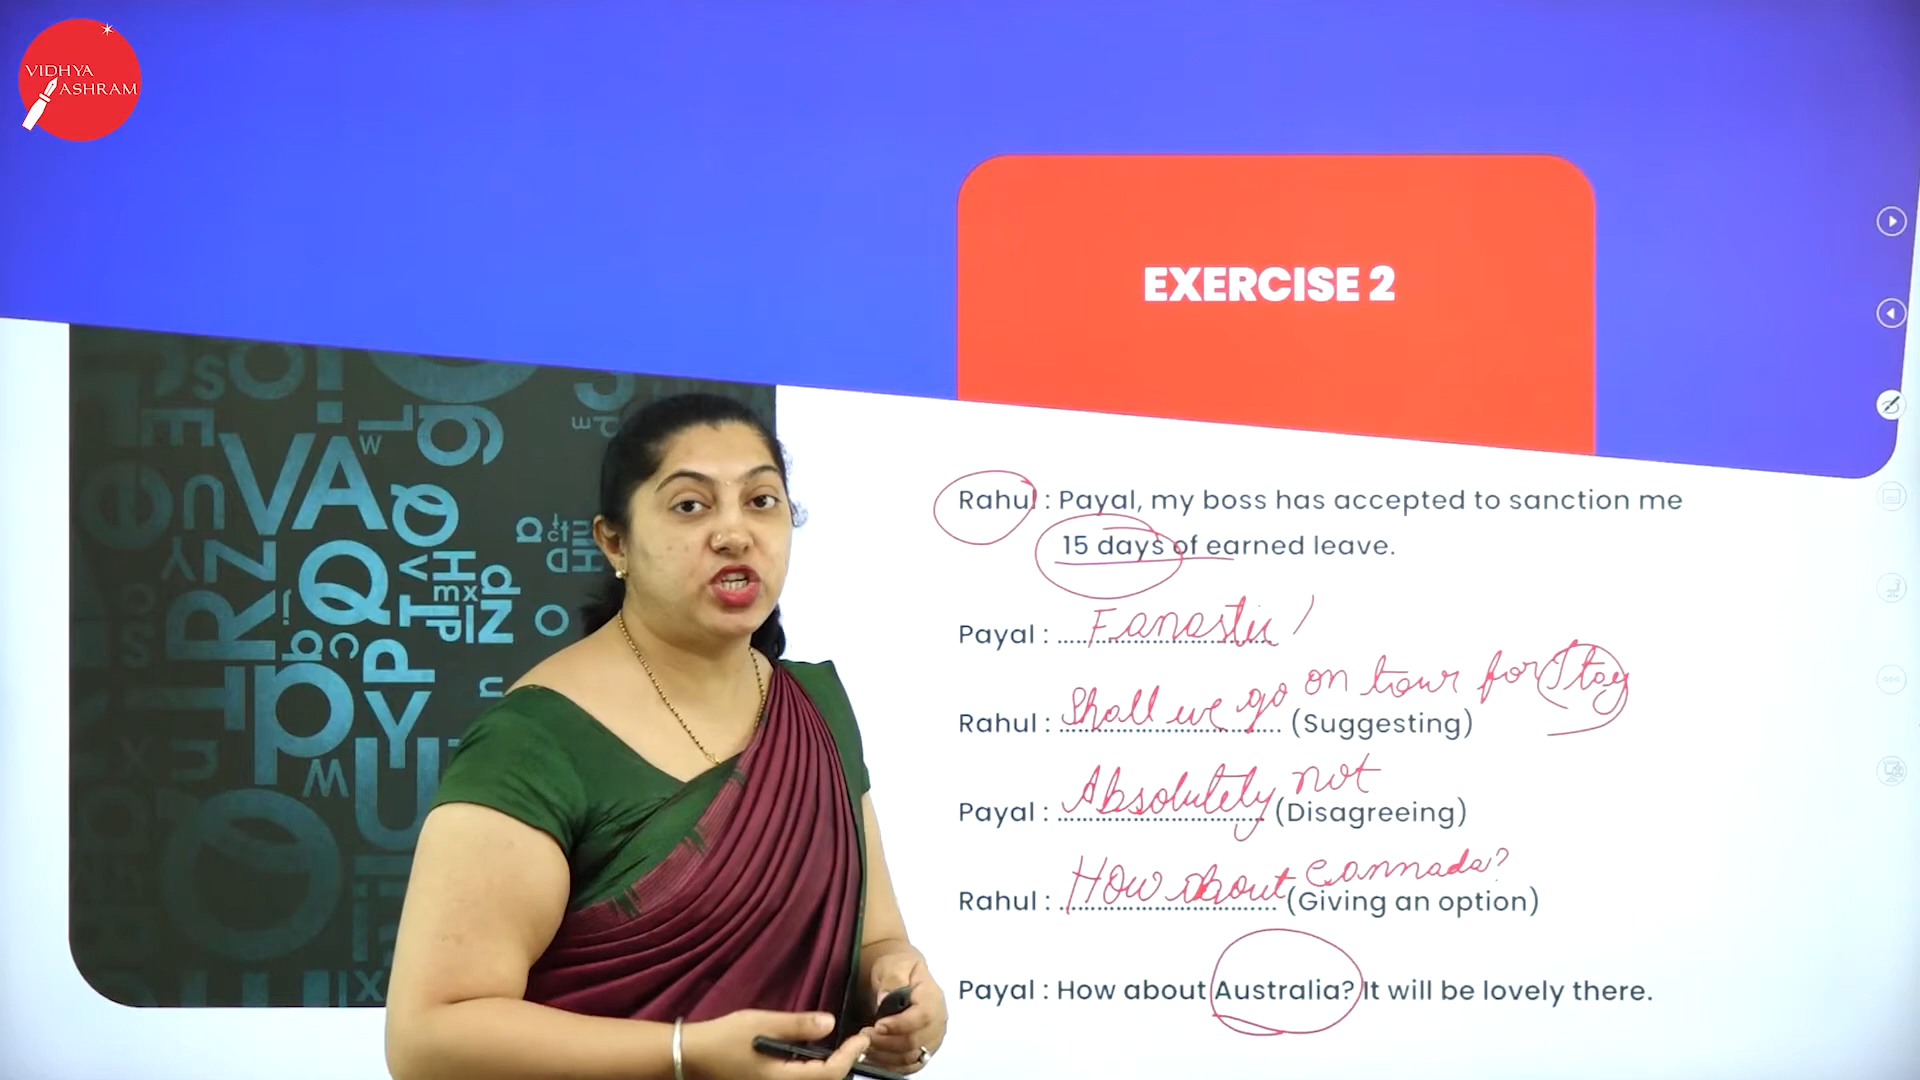 VIDHYA
ASHRAM
EXERCISE 2
Rahul : Payal, my boss has accepted to sanction me
15 days of earned leave.
Payal : ..... Fanastic !
Rahul : Shall we go on tour for Itay (Suggesting)
Payal : Absolutely not (Disagreeing)
Rahul : How about Cannada? (Giving an option)
Payal : How about Australia? It will be lovely there.